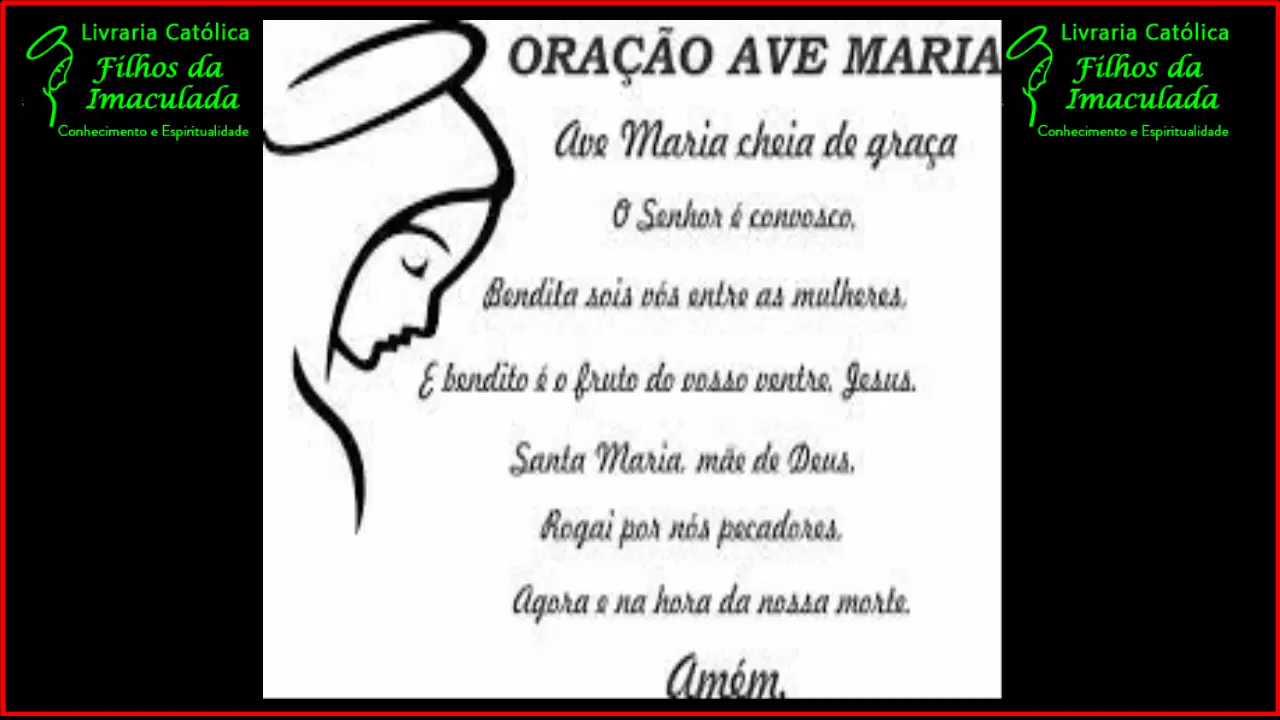 Livraria Católica
Filhos da
Imaculada
Conhecimento e Espiritualidade
ORAÇÃO AVE MARIA
Ave Maria cheia de graça
O Senhor é convosco,
Bendita sois vós entre as mulheres,
E bendito é o fruto do vosso ventre, Jesus.
Santa Maria, mãe de Deus,
Rogai por nós pecadores,
Agora e na hora da nossa morte.
Amém.
Livraria Católica
Filhos da
Imaculada
Conhecimento e Espiritualidade